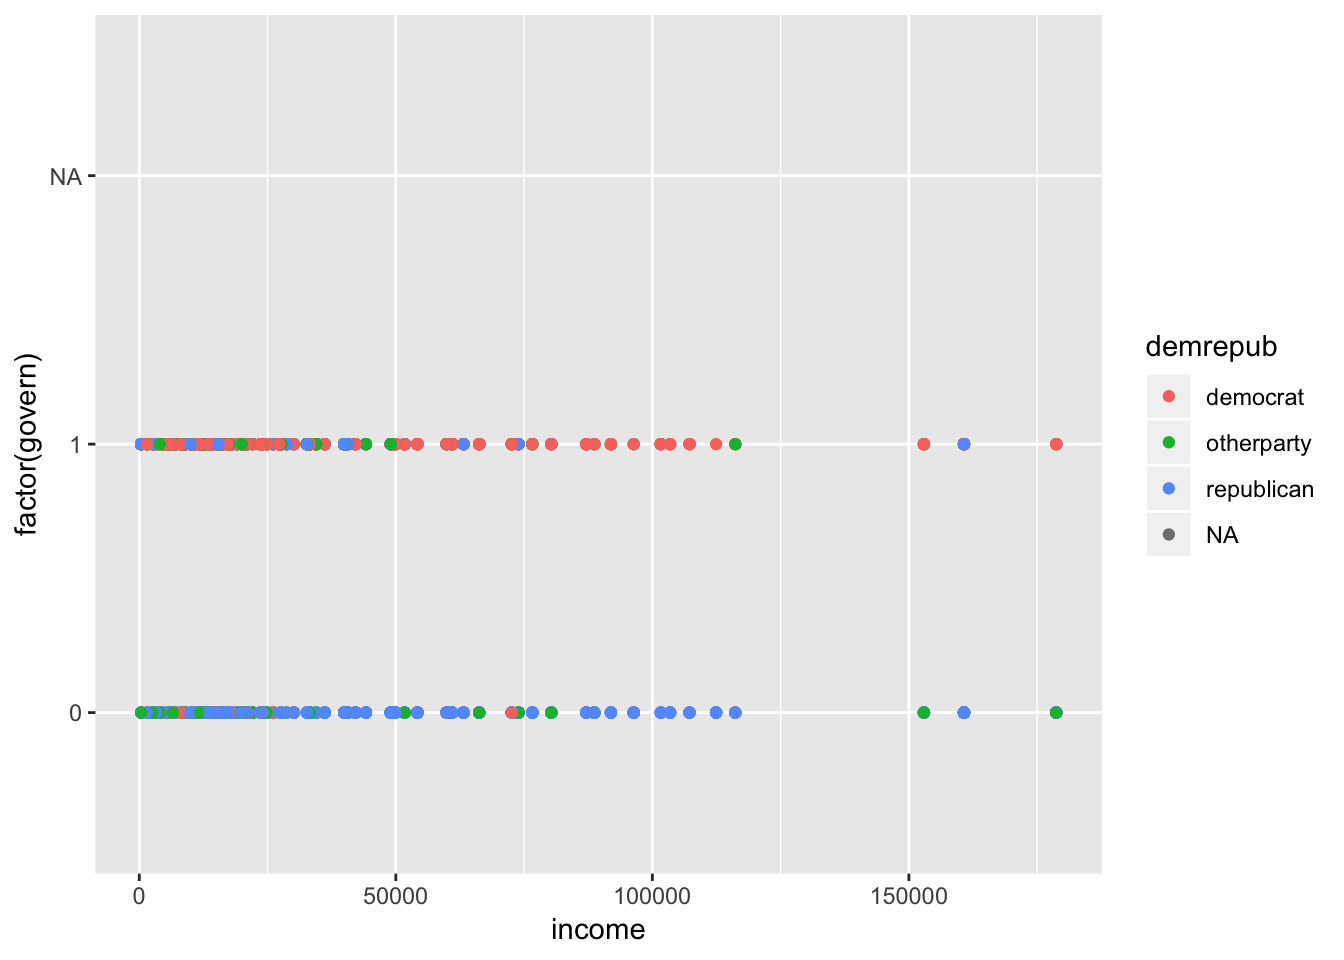 factor(govern)
NA
1
0
0
50000
100000
150000
income
demrepub
democrat
otherparty
republican
NA